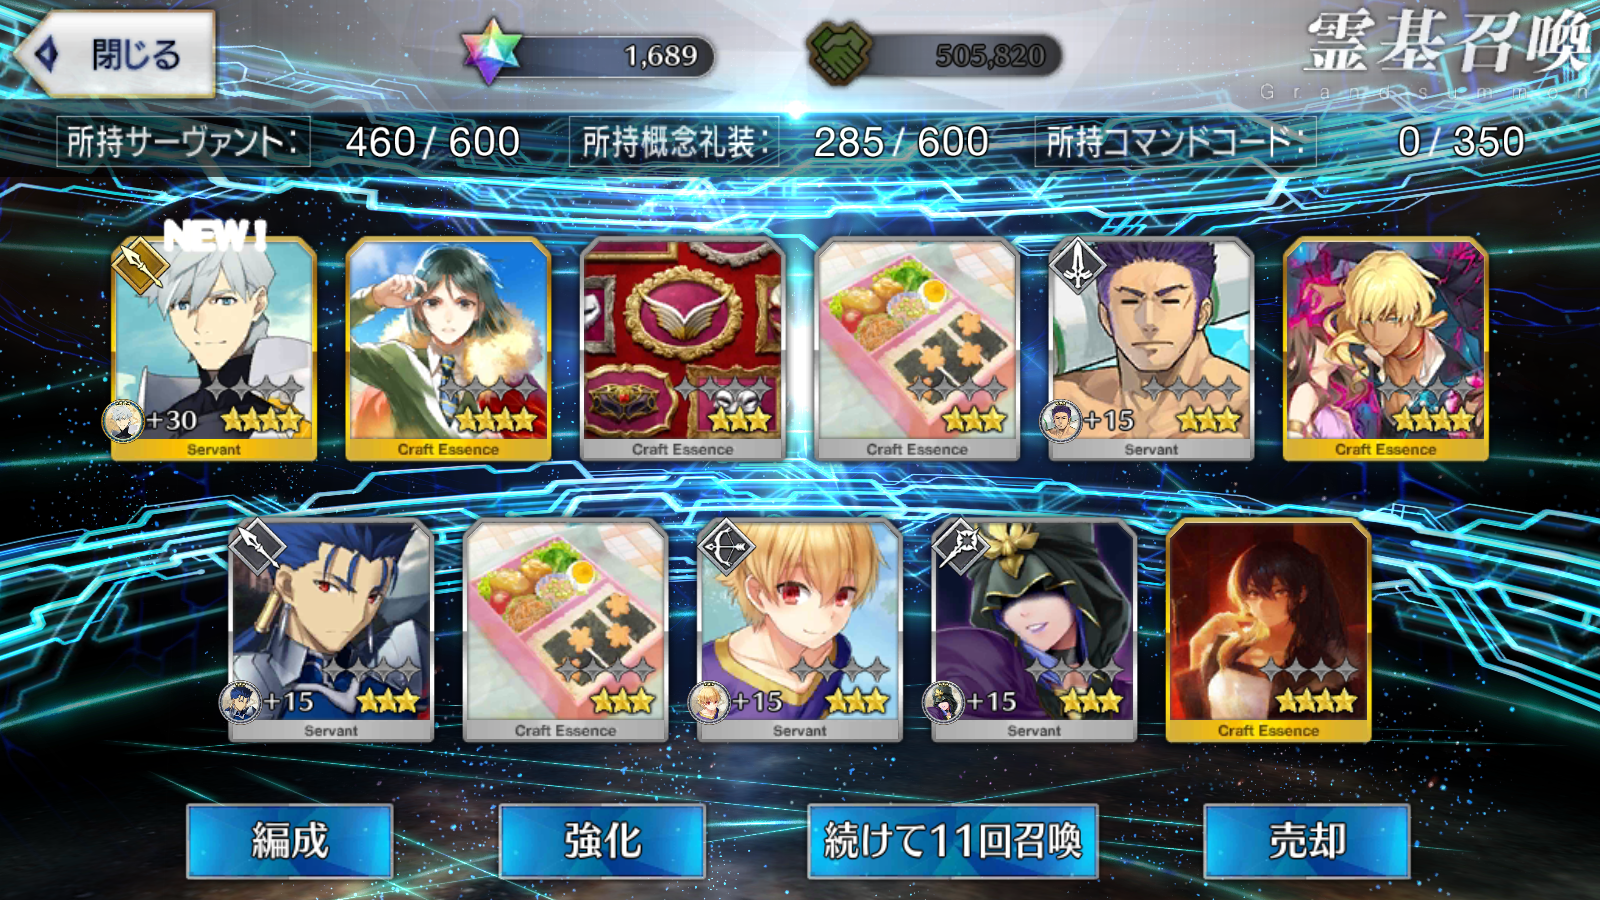 閉じる
1,689
505,820
霊基召喚
Grand summon
所持サーヴァント: 460 / 600
所持概念礼装: 285 / 600
所持コマンドコード: 0 / 350
NEW!
+30
+15
Servant
Craft Essence
Craft Essence
Craft Essence
Servant
Craft Essence
+15
+15
+15
Servant
Craft Essence
Servant
Servant
Craft Essence
編成
強化
続けて11回召喚
売却